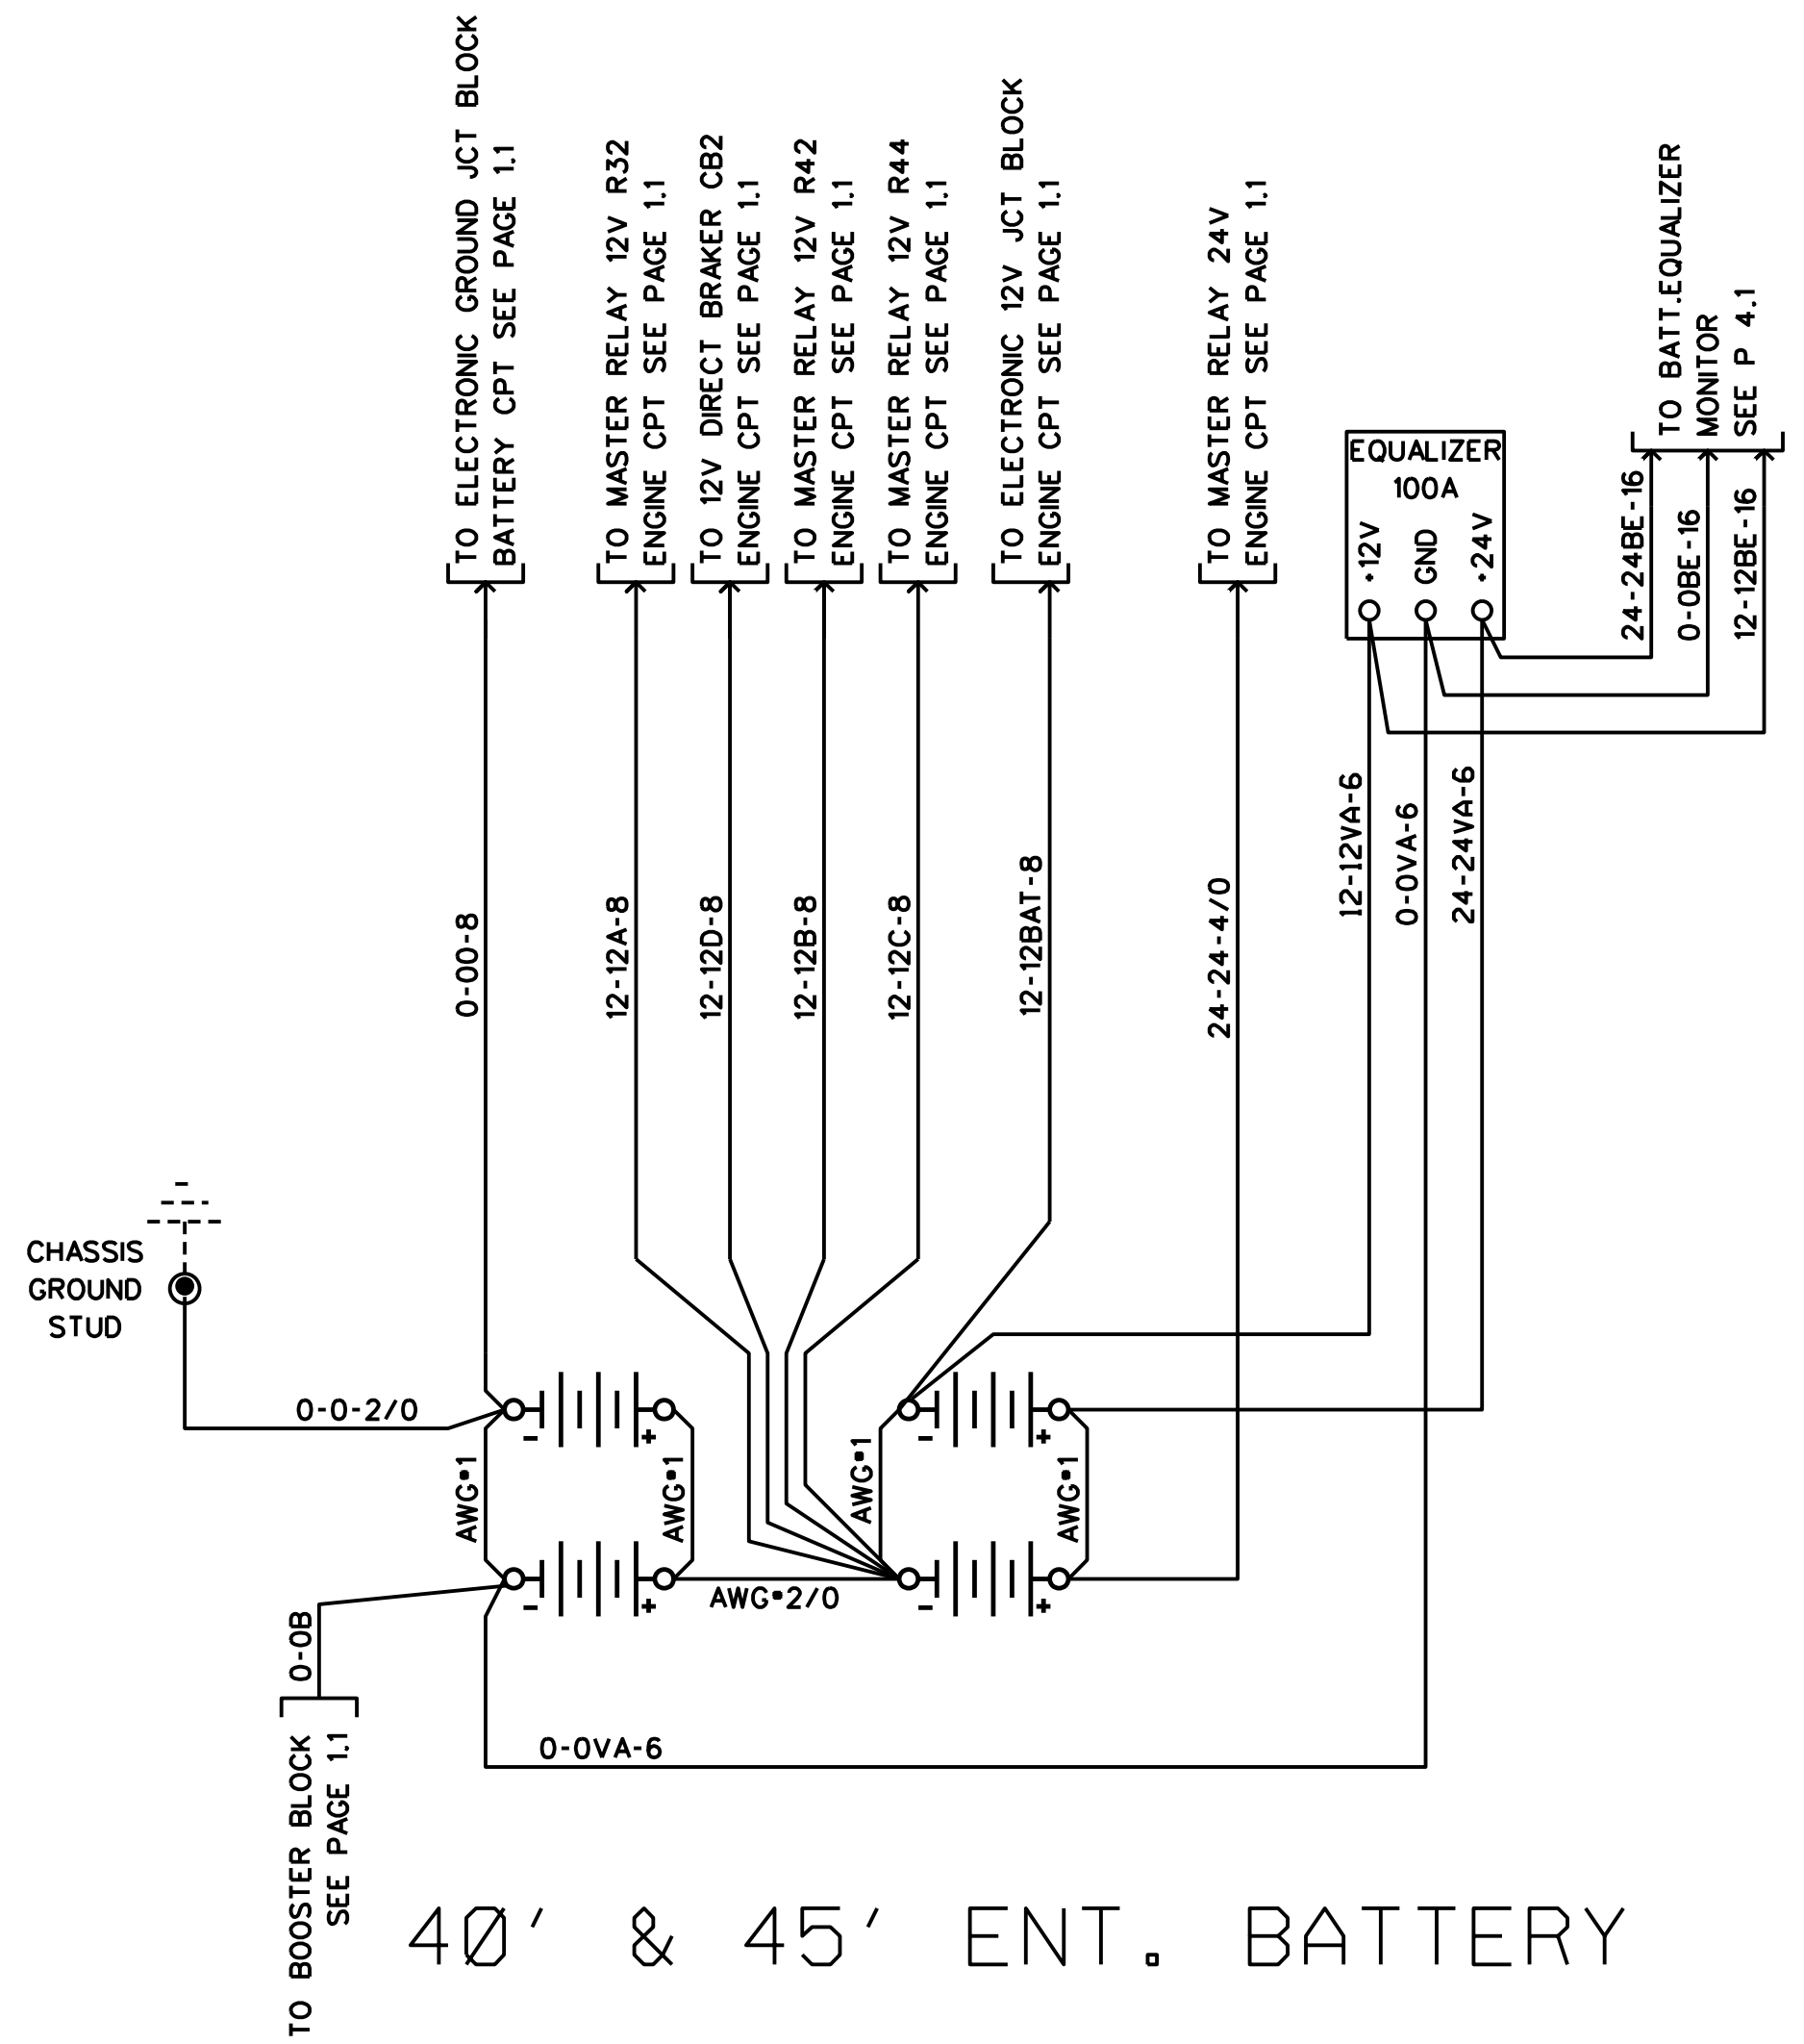 TO ELECTRONIC GROUND JCT BLOCK
BATTERY CPT SEE PAGE 1.1
TO MASTER RELAY 12V R32
ENGINE CPT SEE PAGE 1.1
TO 12V DIRECT BRAKER CB2
ENGINE CPT SEE PAGE 1.1
TO MASTER RELAY 12V R42
ENGINE CPT SEE PAGE 1.1
TO MASTER RELAY 12V R44
ENGINE CPT SEE PAGE 1.1
TO ELECTRONIC 12V JCT BLOCK
ENGINE CPT SEE PAGE 1.1
TO MASTER RELAY 24V
ENGINE CPT SEE PAGE 1.1
EQUALIZER
100A
+12V
GND
+24V
TO BATT.EQUALIZER
MONITOR
SEE P 4.1
24-24BE-16
0-0BE-16
12-12BE-16
0-00-8
12-12A-8
12-12D-8
12-12B-8
12-12C-8
12-12BAT-8
24-24-4/0
12-12VA-6
0-0VA-6
24-24VA-6
CHASSIS
GROUND
STUD
0-0-2/0
-
+
-
+
AWG#1
AWG#1
AWG#1
AWG#1
-
+
AWG#2/0
-
+
0-0B
TO BOOSTER BLOCK
SEE PAGE 1.1
0-0VA-6
40' & 45' ENT. BATTERY